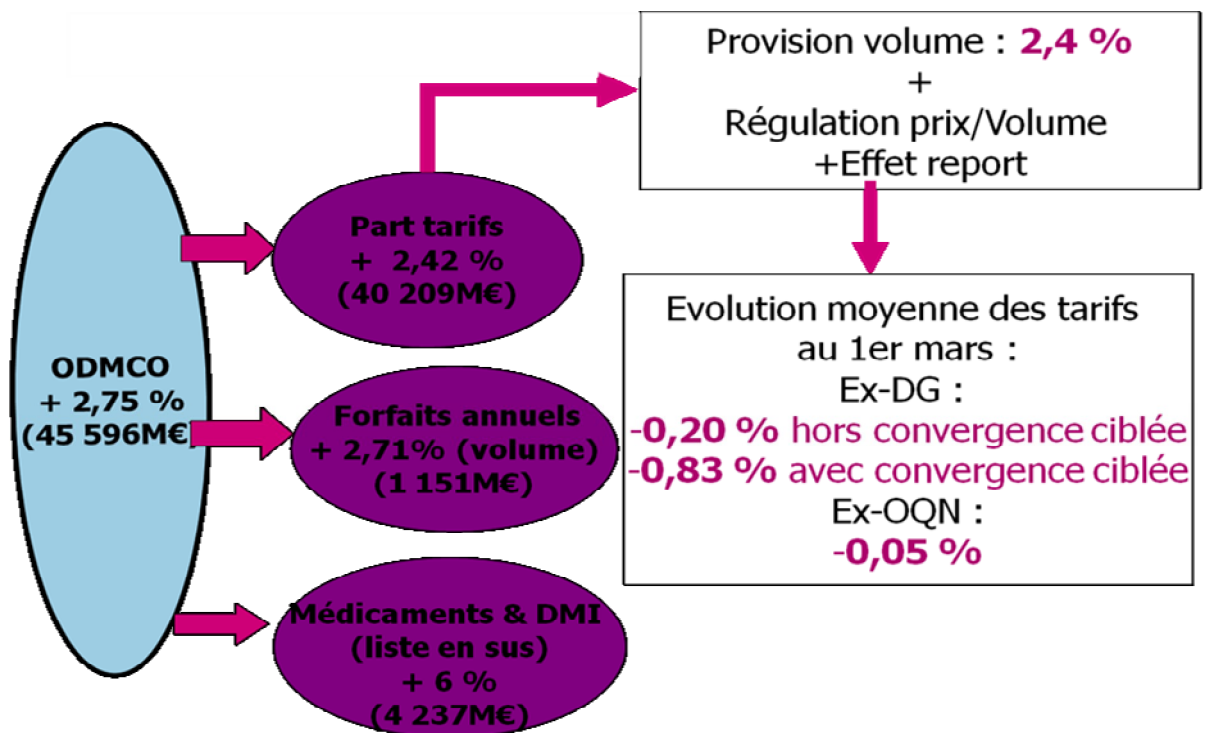 ODMCO
+ 2,75 %
(45 596M€)
Part tarifs
+ 2,42 %
(40 209M€)
Forfaits annuels
+ 2,71% (volume)
(1 151M€)
Médicaments & DMI
(liste en sus)
+ 6 %
(4 237M€)
Provision volume : 2,4 %
+
Régulation prix/Volume
+Effet report
Evolution moyenne des tarifs
au 1er mars :
Ex-DG :
-0,20 % hors convergence ciblée
-0,83 % avec convergence ciblée
Ex-OQN :
-0,05 %